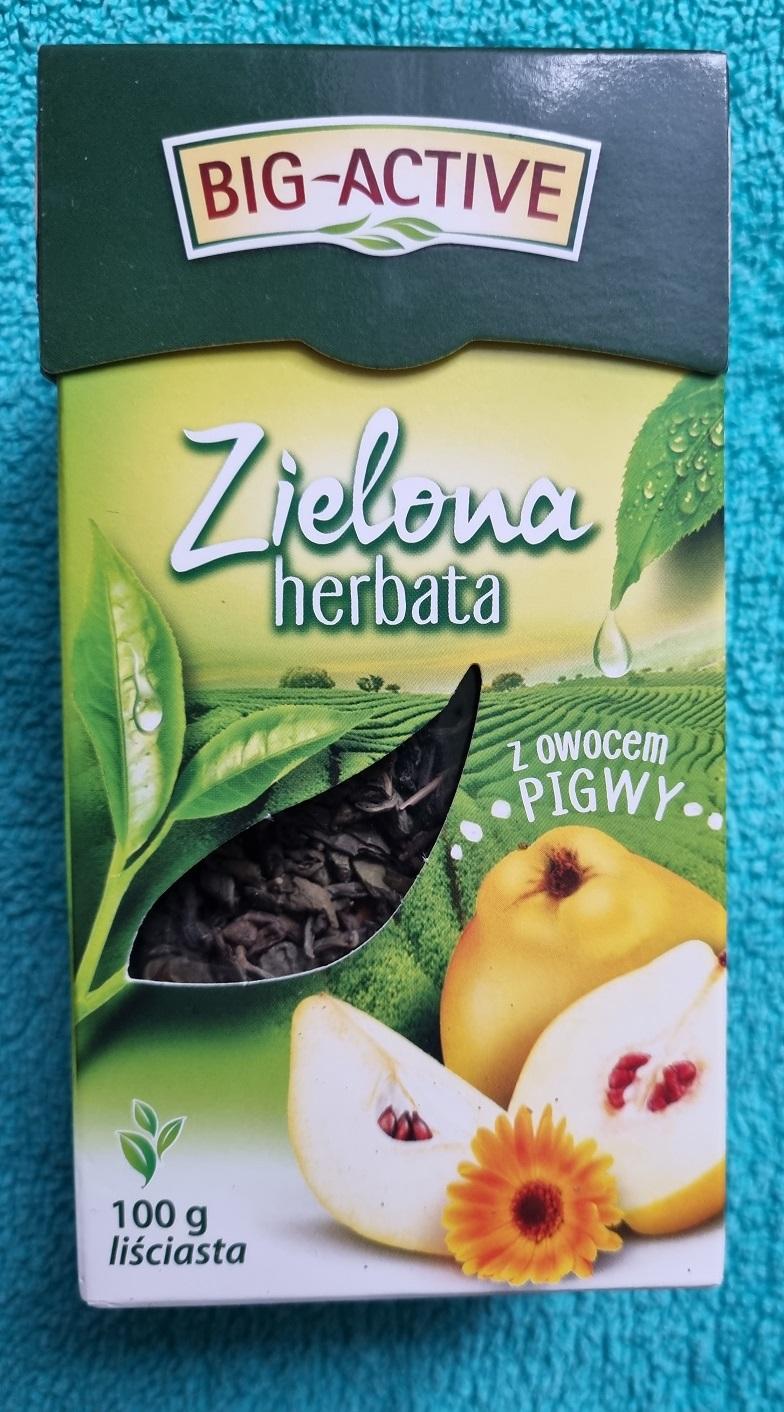 BIG-ACTIVE
Zielona
herbata
z owocem
PIGWY
100 g
liściasta